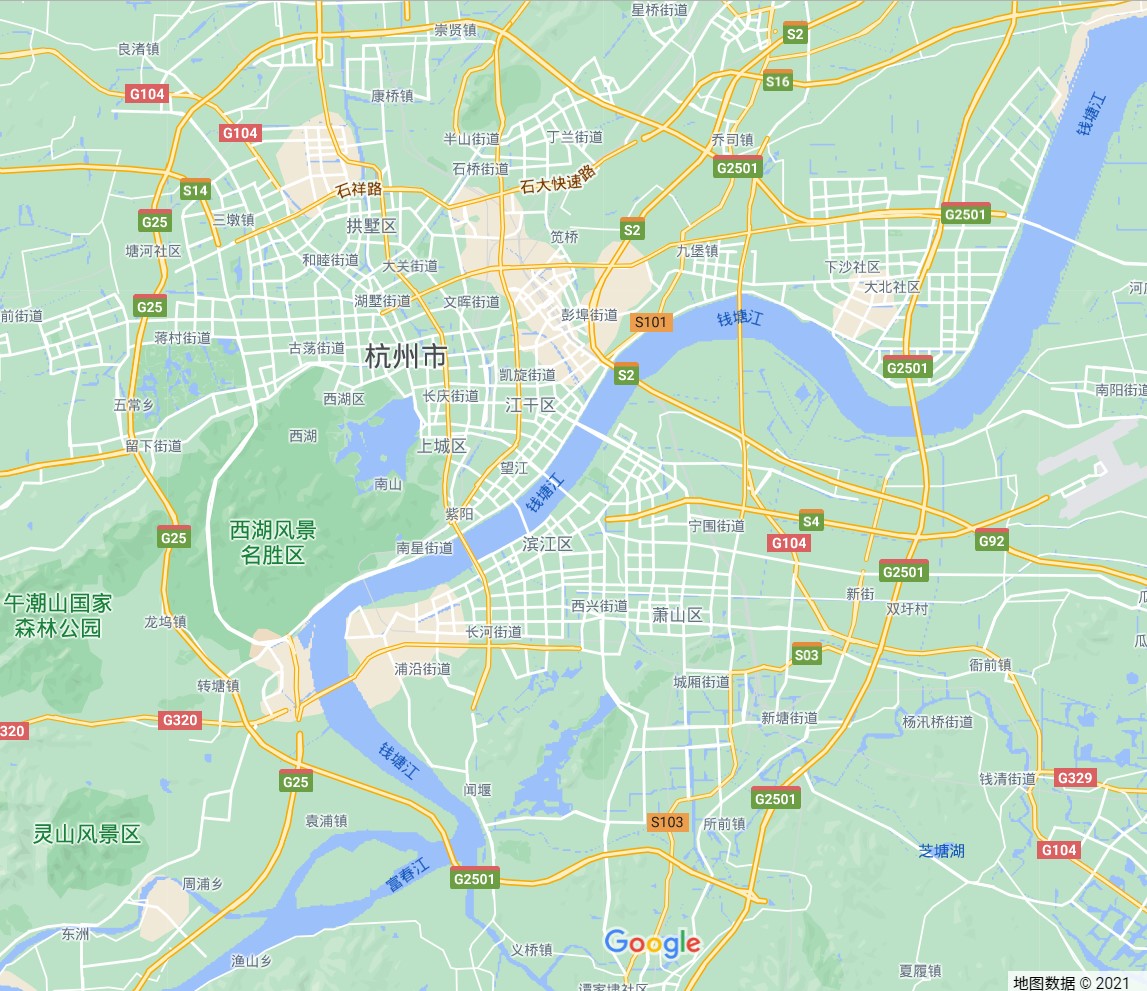 星桥街道
崇贤镇
S2
良渚镇
S16
G104
康桥镇
钱塘江
G104
半山街道
丁兰街道
乔司镇
石桥街道
G2501
石大快速路
S14
石祥路
G25
三墩镇
拱墅区
S2
G2501
笕桥
塘河社区
和睦街道
大关街道
九堡镇
下沙社区
大北社区
G25
湖墅街道
文晖街道
前街道
彭埠街道
S101
钱塘江
蒋村街道
古荡街道
杭州市
G2501
凯旋街道
S2
南阳街道
五常乡
西湖区
长庆街道
江干区
留下街道
西湖
上城区
望江
南山
钱塘江
紫阳
宁围街道
S4
西湖风景
名胜区
G25
南星街道
滨江区
G104
G92
G2501
午潮山国家
森林公园
新街
西兴街道
萧山区
双圩村
龙坞镇
长河街道
S03
浦沿街道
衙前镇
转塘镇
城厢街道
G320
新塘街道
杨汛桥街道
320
钱塘江
G25
闻堰
钱清街道
G329
G2501
袁浦镇
S103
所前镇
灵山风景区
芝塘湖
G104
富春江
G2501
周浦乡
东洲
义桥镇
Google
渔山乡
夏履镇
地图数据 © 2021